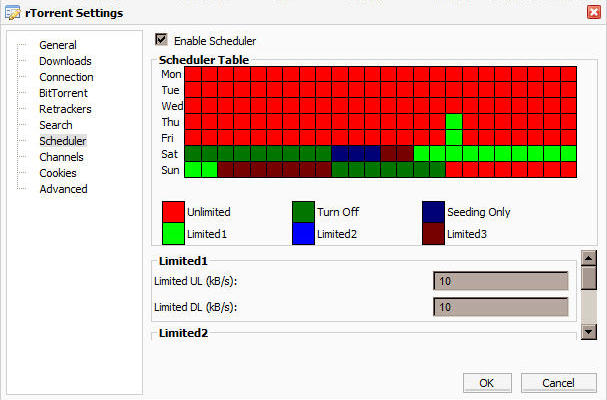 rTorrent Settings
General
Downloads
Connection
BitTorrent
Retrackers
Search
Scheduler
Channels
Cookies
Advanced
Enable Scheduler
Scheduler Table
Mon
Tue
Wed
Thu
Fri
Sat
Sun
Unlimited
Turn Off
Seeding Only
Limited1
Limited2
Limited3
Limited1
Limited UL (kB/s):
10
Limited DL (kB/s):
10
Limited2
OK
Cancel